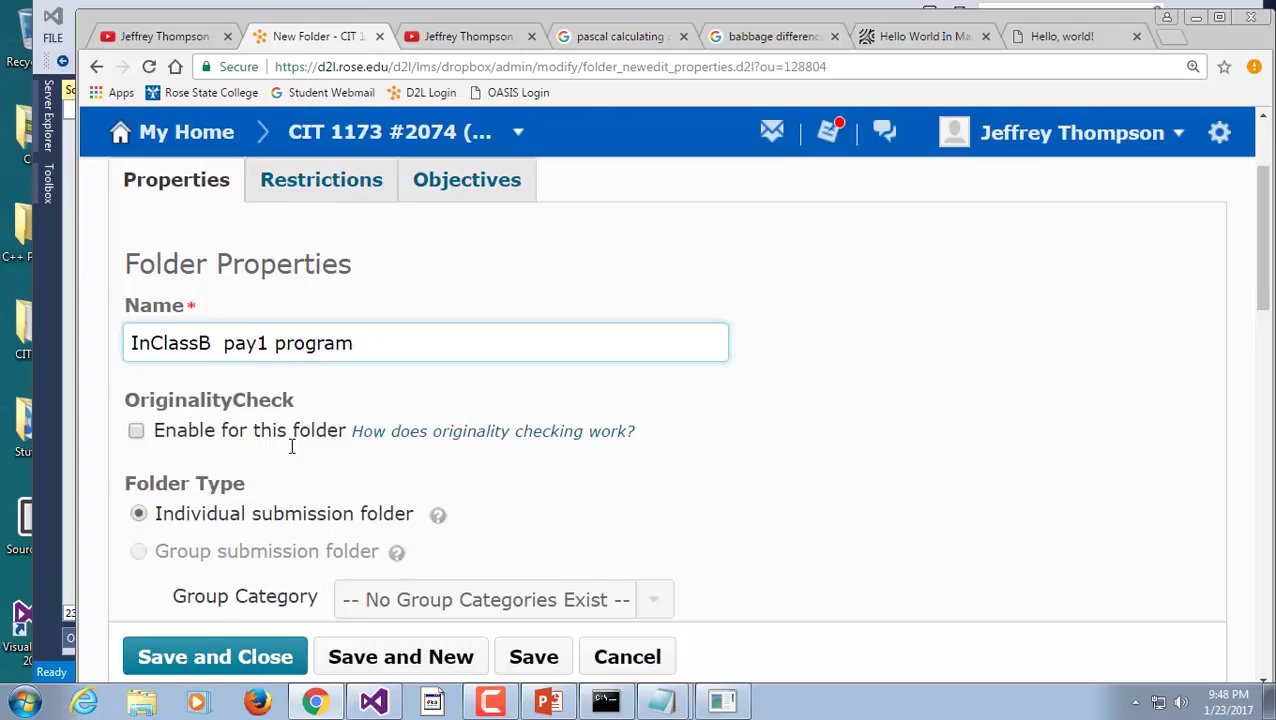 FILE
Jeffrey Thompson
New Folder - CIT 1
Jeffrey Thompson
pascal calculating
babbage differenc
Hello World In Ma
Hello, world!
Secure https://d2l.rose.edu/d2l/lms/dropbox/admin/modify/folder_newedit_properties.d2l?ou=128804
Apps Rose State College Student Webmail D2L Login OASIS Login
My Home CIT 1173 #2074 (... Jeffrey Thompson
Server Explorer
Toolbox
Properties Restrictions Objectives
Folder Properties
Name*
InClassB  pay1 program
OriginalityCheck
Enable for this folder How does originality checking work?
Folder Type
Individual submission folder ?
Group submission folder ?
Group Category -- No Group Categories Exist --
Save and Close Save and New Save Cancel
Ready
9:48 PM
1/23/2017